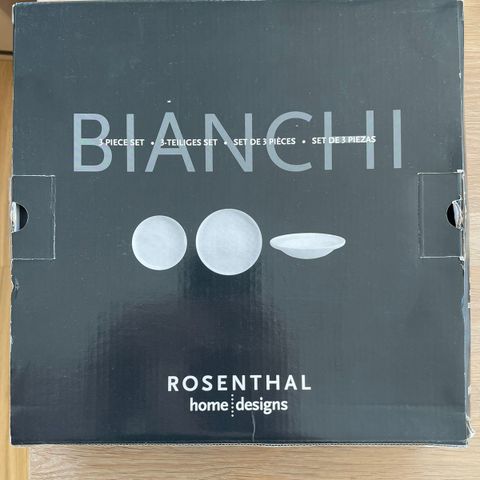 BIANCHI
3 PIECE SET • 3-TEILIGES SET • SET DE 3 PIÈCES • SET DE 3 PIEZAS
ROSENTHAL
home designs